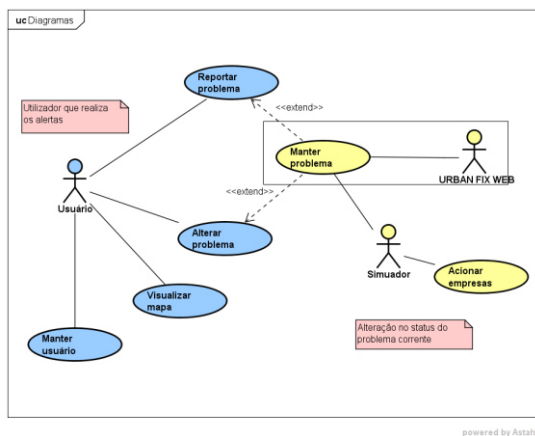 uc Diagramas
Reportar
problema
Utilizador que realiza
os alertas
<<extend>>
Manter
problema
URBAN FIX WEB
<<extend>>
Usuário
Alterar
problema
Simuador
Acionar
empresas
Visualizar
mapa
Alteração no status do
problema corrente
Manter
usuário
powered by Astah